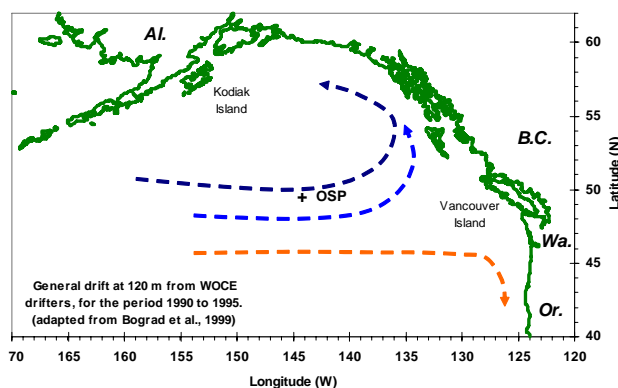 Al.
Kodiak
Island
B.C.
+ OSP
Vancouver
Island
Wa.
Or.
General drift at 120 m from WOCE
drifters, for the period 1990 to 1995.
(adapted from Bograd et al., 1999)
60
55
50
45
40
Latitude (N)
170 165 160 155 150 145 140 135 130 125 120
Longitude (W)